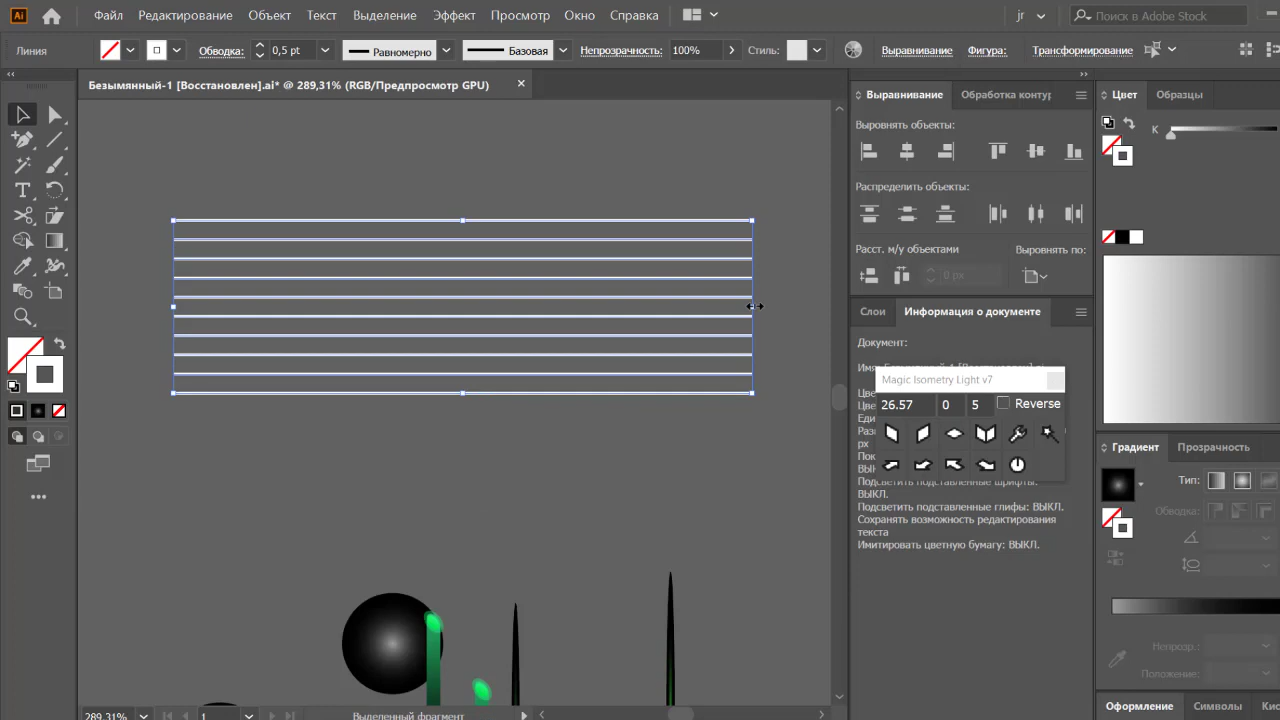 Ai Файл Редактирование Объект Текст Выделение Эффект Просмотр Окно Справка jr Поиск в Adobe Stock
Линия Обводка: 0,5 pt Равномерно Базовая Непрозрачность: 100% Стиль: Выравнивание Фигура: Трансформирование
Безымянный-1 [Восстановлен].ai* @ 289,31% (RGB/Предпросмотр GPU)
Выравнивание Обработка контур
Цвет Образцы
Выровнять объекты:
K
Распределить объекты:
Расст. м/у объектами Выровнять по:
0 px
Слои Информация о документе
Документ:
Magic Isometry Light v7
26.57 0 5 Reverse
Подсветить подставленные шрифты:
ВЫКЛ.
Подсветить подставленные глифы: ВЫКЛ.
Сохранять возможность редактирования
текста
Имитировать цветную бумагу: ВЫКЛ.
Градиент Прозрачность
Тип:
Обводка:
Непрозр.:
Положение:
Оформление Символы
289,31% 1 Выделенный фрагмент